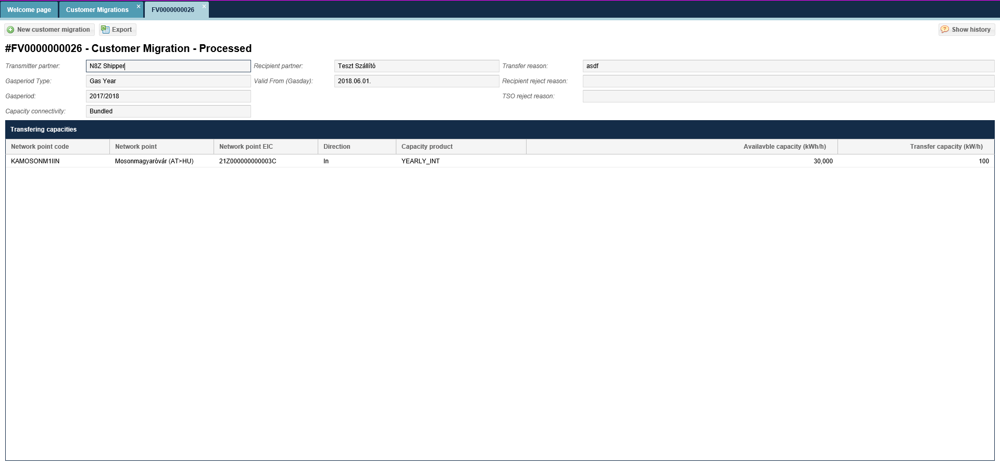 Welcome page
Customer Migrations
FV0000000026
New customer migration
Export
Show history
#FV0000000026 - Customer Migration - Processed
Transmitter partner: N8Z Shipper Recipient partner: Teszt Szállító Transfer reason: asdf
Gasperiod Type: Gas Year Valid From (Gasday): 2018.06.01. Recipient reject reason:
Gasperiod: 2017/2018 TSO reject reason:
Capacity connectivity: Bundled
Transfering capacities
Network point code Network point Network point EIC Direction Capacity product Availavble capacity (kWh/h) Transfer capacity (kW/h)
KAMOSONM1IIN Mosonmagyaróvár (AT>HU) 21Z000000000003C In YEARLY_INT 30,000 100